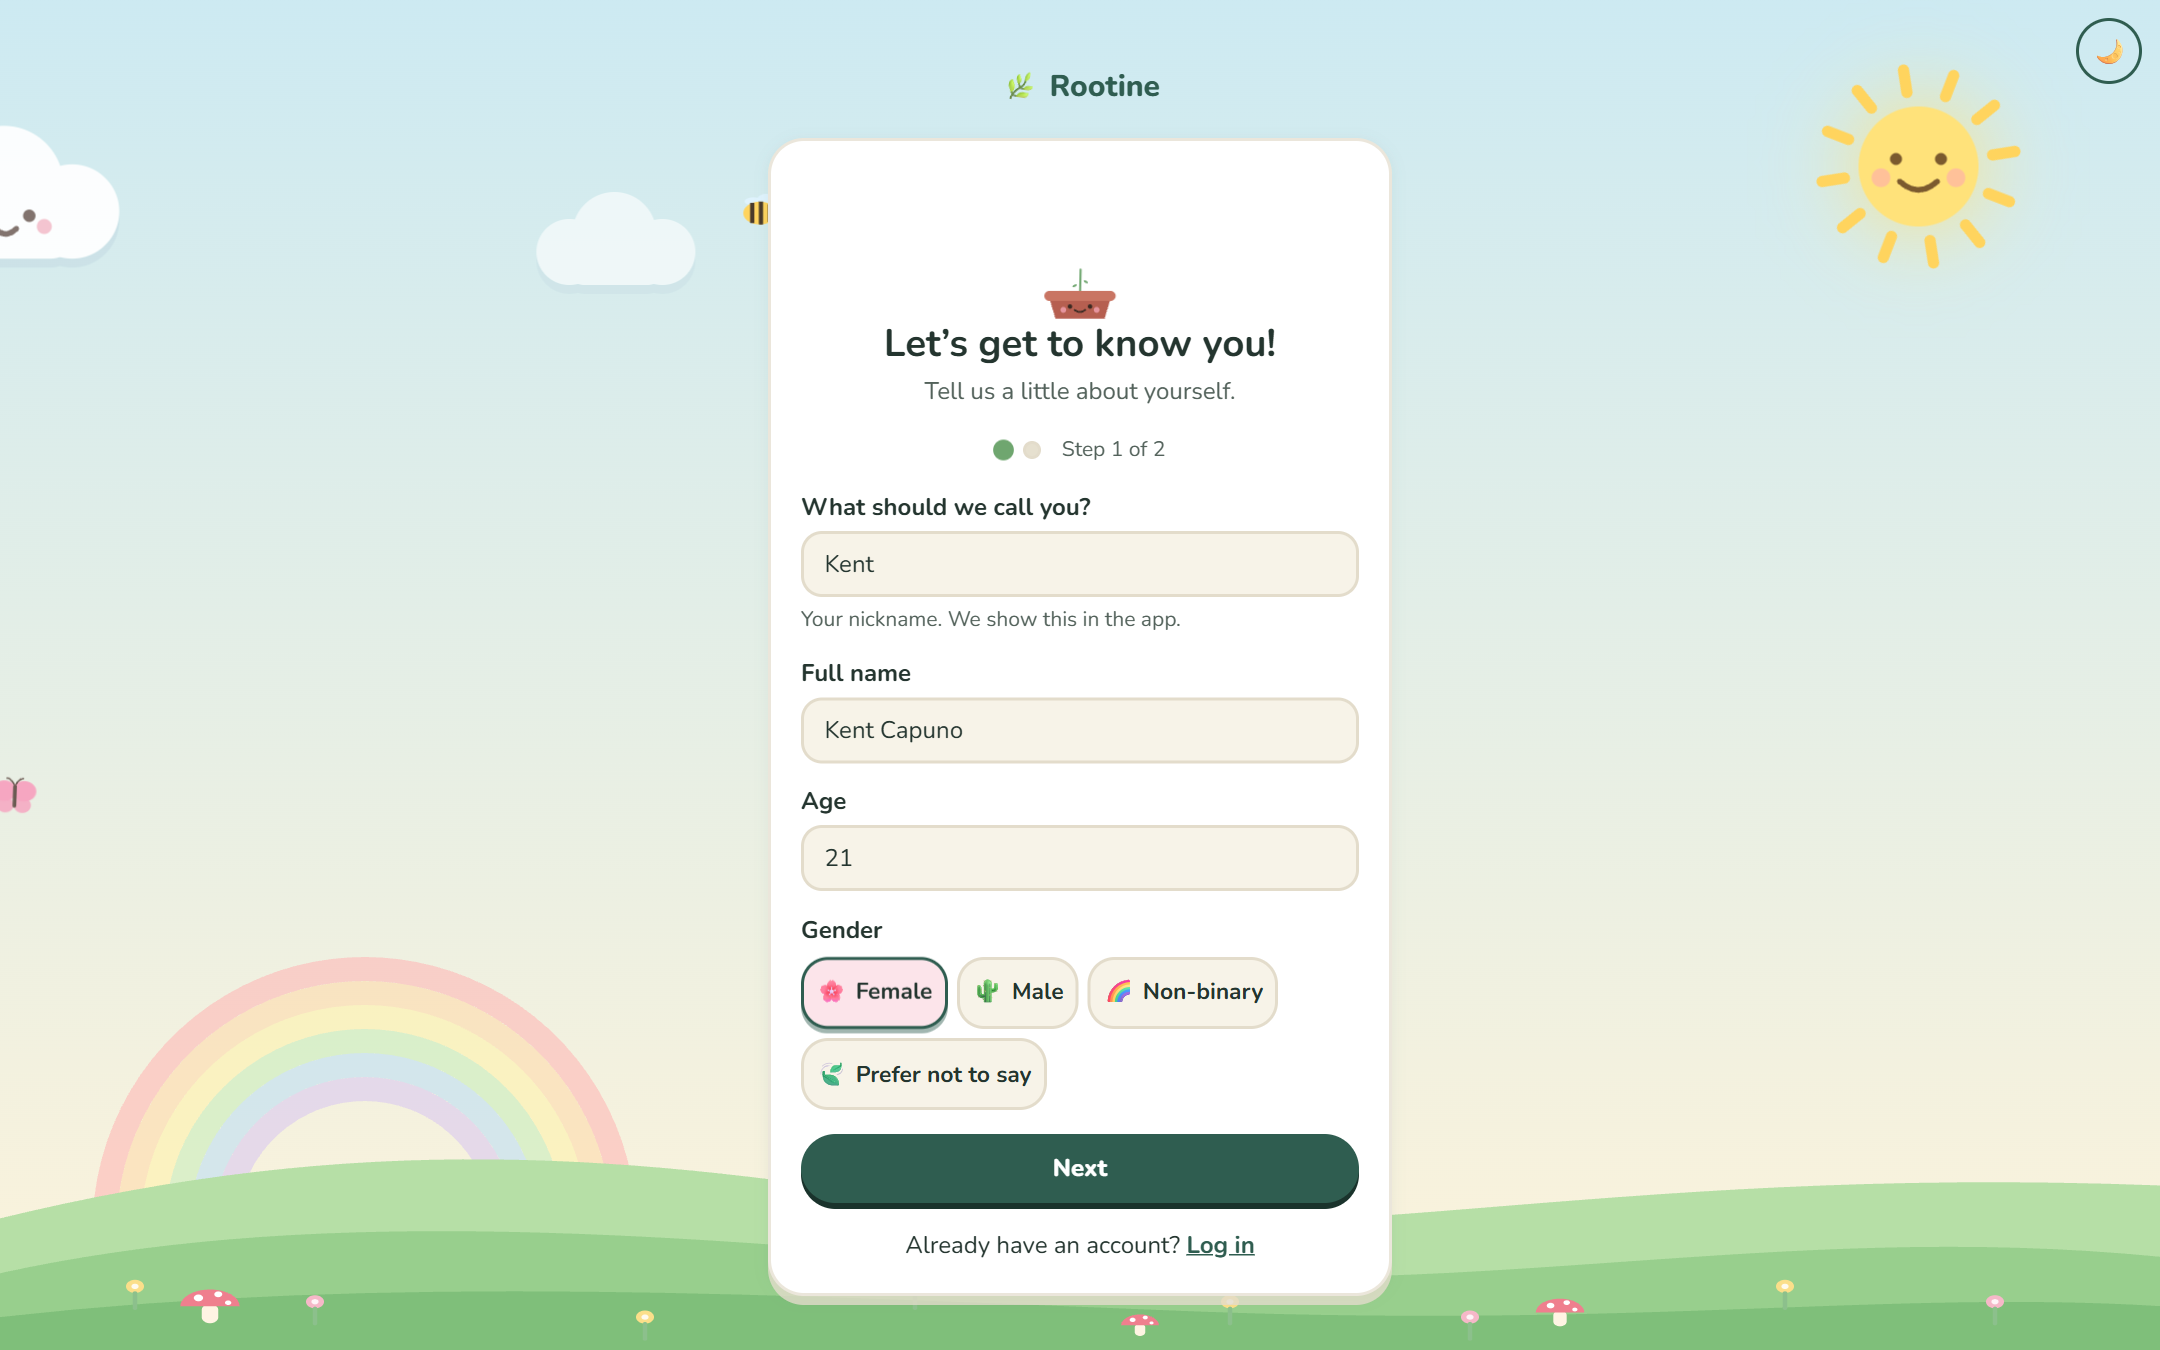 Rootine
Let’s get to know you!
Tell us a little about yourself.
Step 1 of 2
What should we call you?
Kent
Your nickname. We show this in the app.
Full name
Kent Capuno
Age
21
Gender
Female
Male
Non-binary
Prefer not to say
Next
Already have an account? Log in